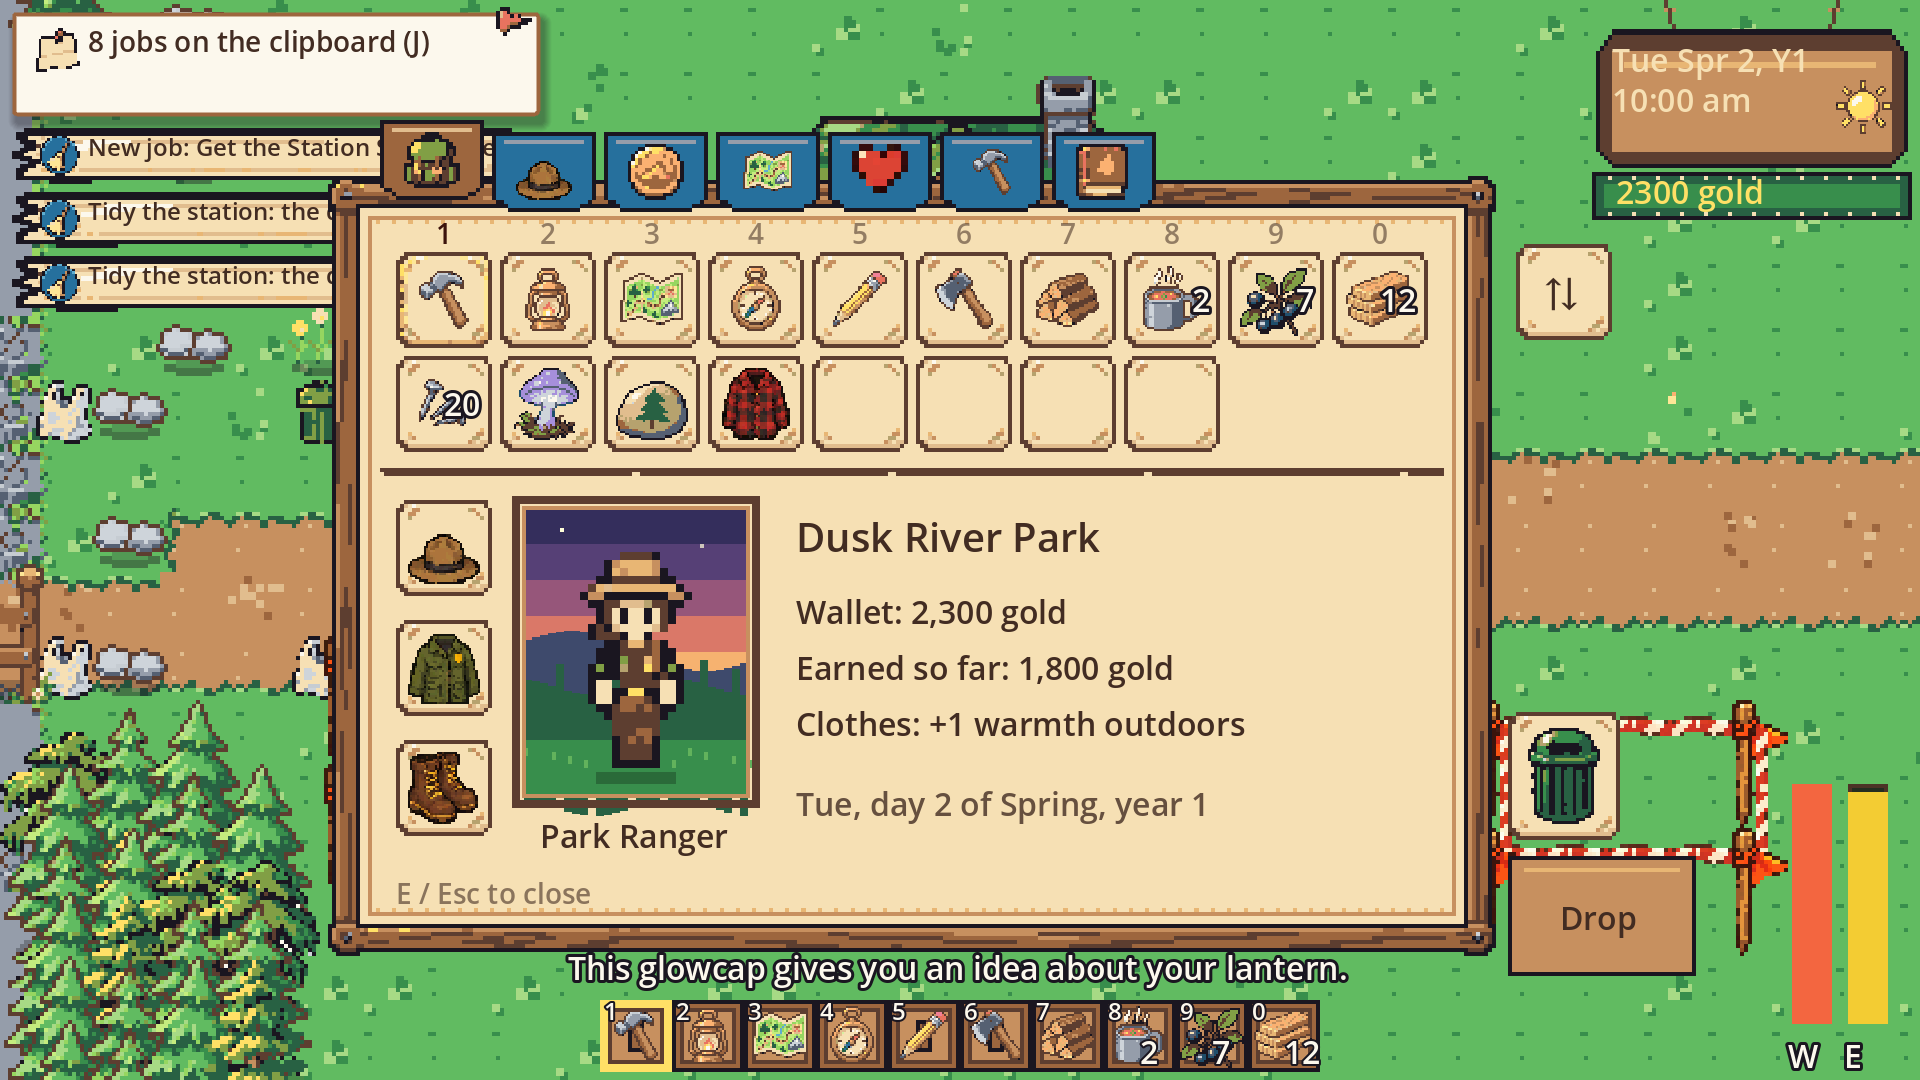 8 jobs on the clipboard (J)
Tue Spr 2, Y1
10:00 am
2300 gold
New job: Get the Station
Tidy the station: the
Tidy the station: the
1 2 3 4 5 6 7 8 9 0
2 7 12
20
Dusk River Park
Wallet: 2,300 gold
Earned so far: 1,800 gold
Clothes: +1 warmth outdoors
Tue, day 2 of Spring, year 1
Park Ranger
E / Esc to close
Drop
This glowcap gives you an idea about your lantern.
1 2 3 4 5 6 7 8 9 0
2 7 12
W E